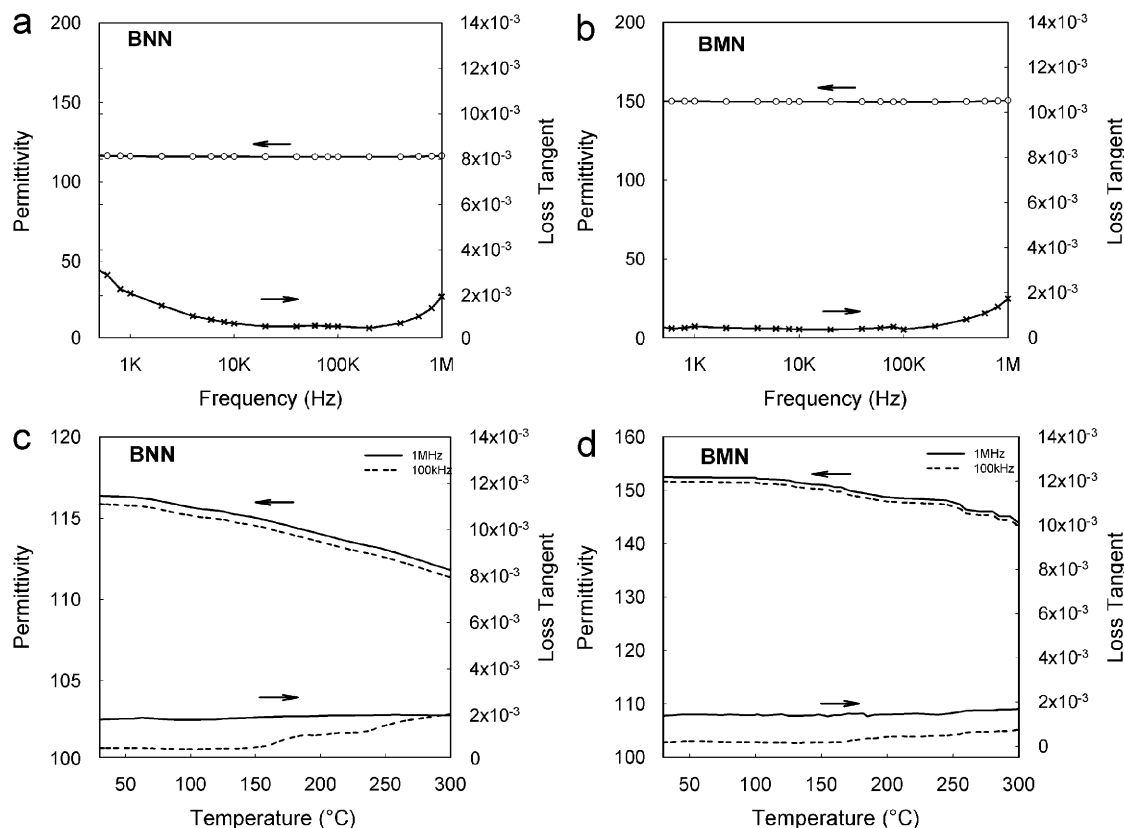 a
BNN
200
150
100
50
0
Permittivity
14x10-3
12x10-3
10x10-3
8x10-3
6x10-3
4x10-3
2x10-3
0
Loss Tangent
1K 10K 100K 1M
Frequency (Hz)
b
BMN
200
150
100
50
0
Permittivity
14x10-3
12x10-3
10x10-3
8x10-3
6x10-3
4x10-3
2x10-3
0
Loss Tangent
1K 10K 100K 1M
Frequency (Hz)
c
BNN
1MHz
100kHz
120
115
110
105
100
Permittivity
14x10-3
12x10-3
10x10-3
8x10-3
6x10-3
4x10-3
2x10-3
0
Loss Tangent
50 100 150 200 250 300
Temperature (°C)
d
BMN
1MHz
100kHz
160
150
140
130
120
110
100
Permittivity
14x10-3
12x10-3
10x10-3
8x10-3
6x10-3
4x10-3
2x10-3
0
Loss Tangent
50 100 150 200 250 300
Temperature (°C)